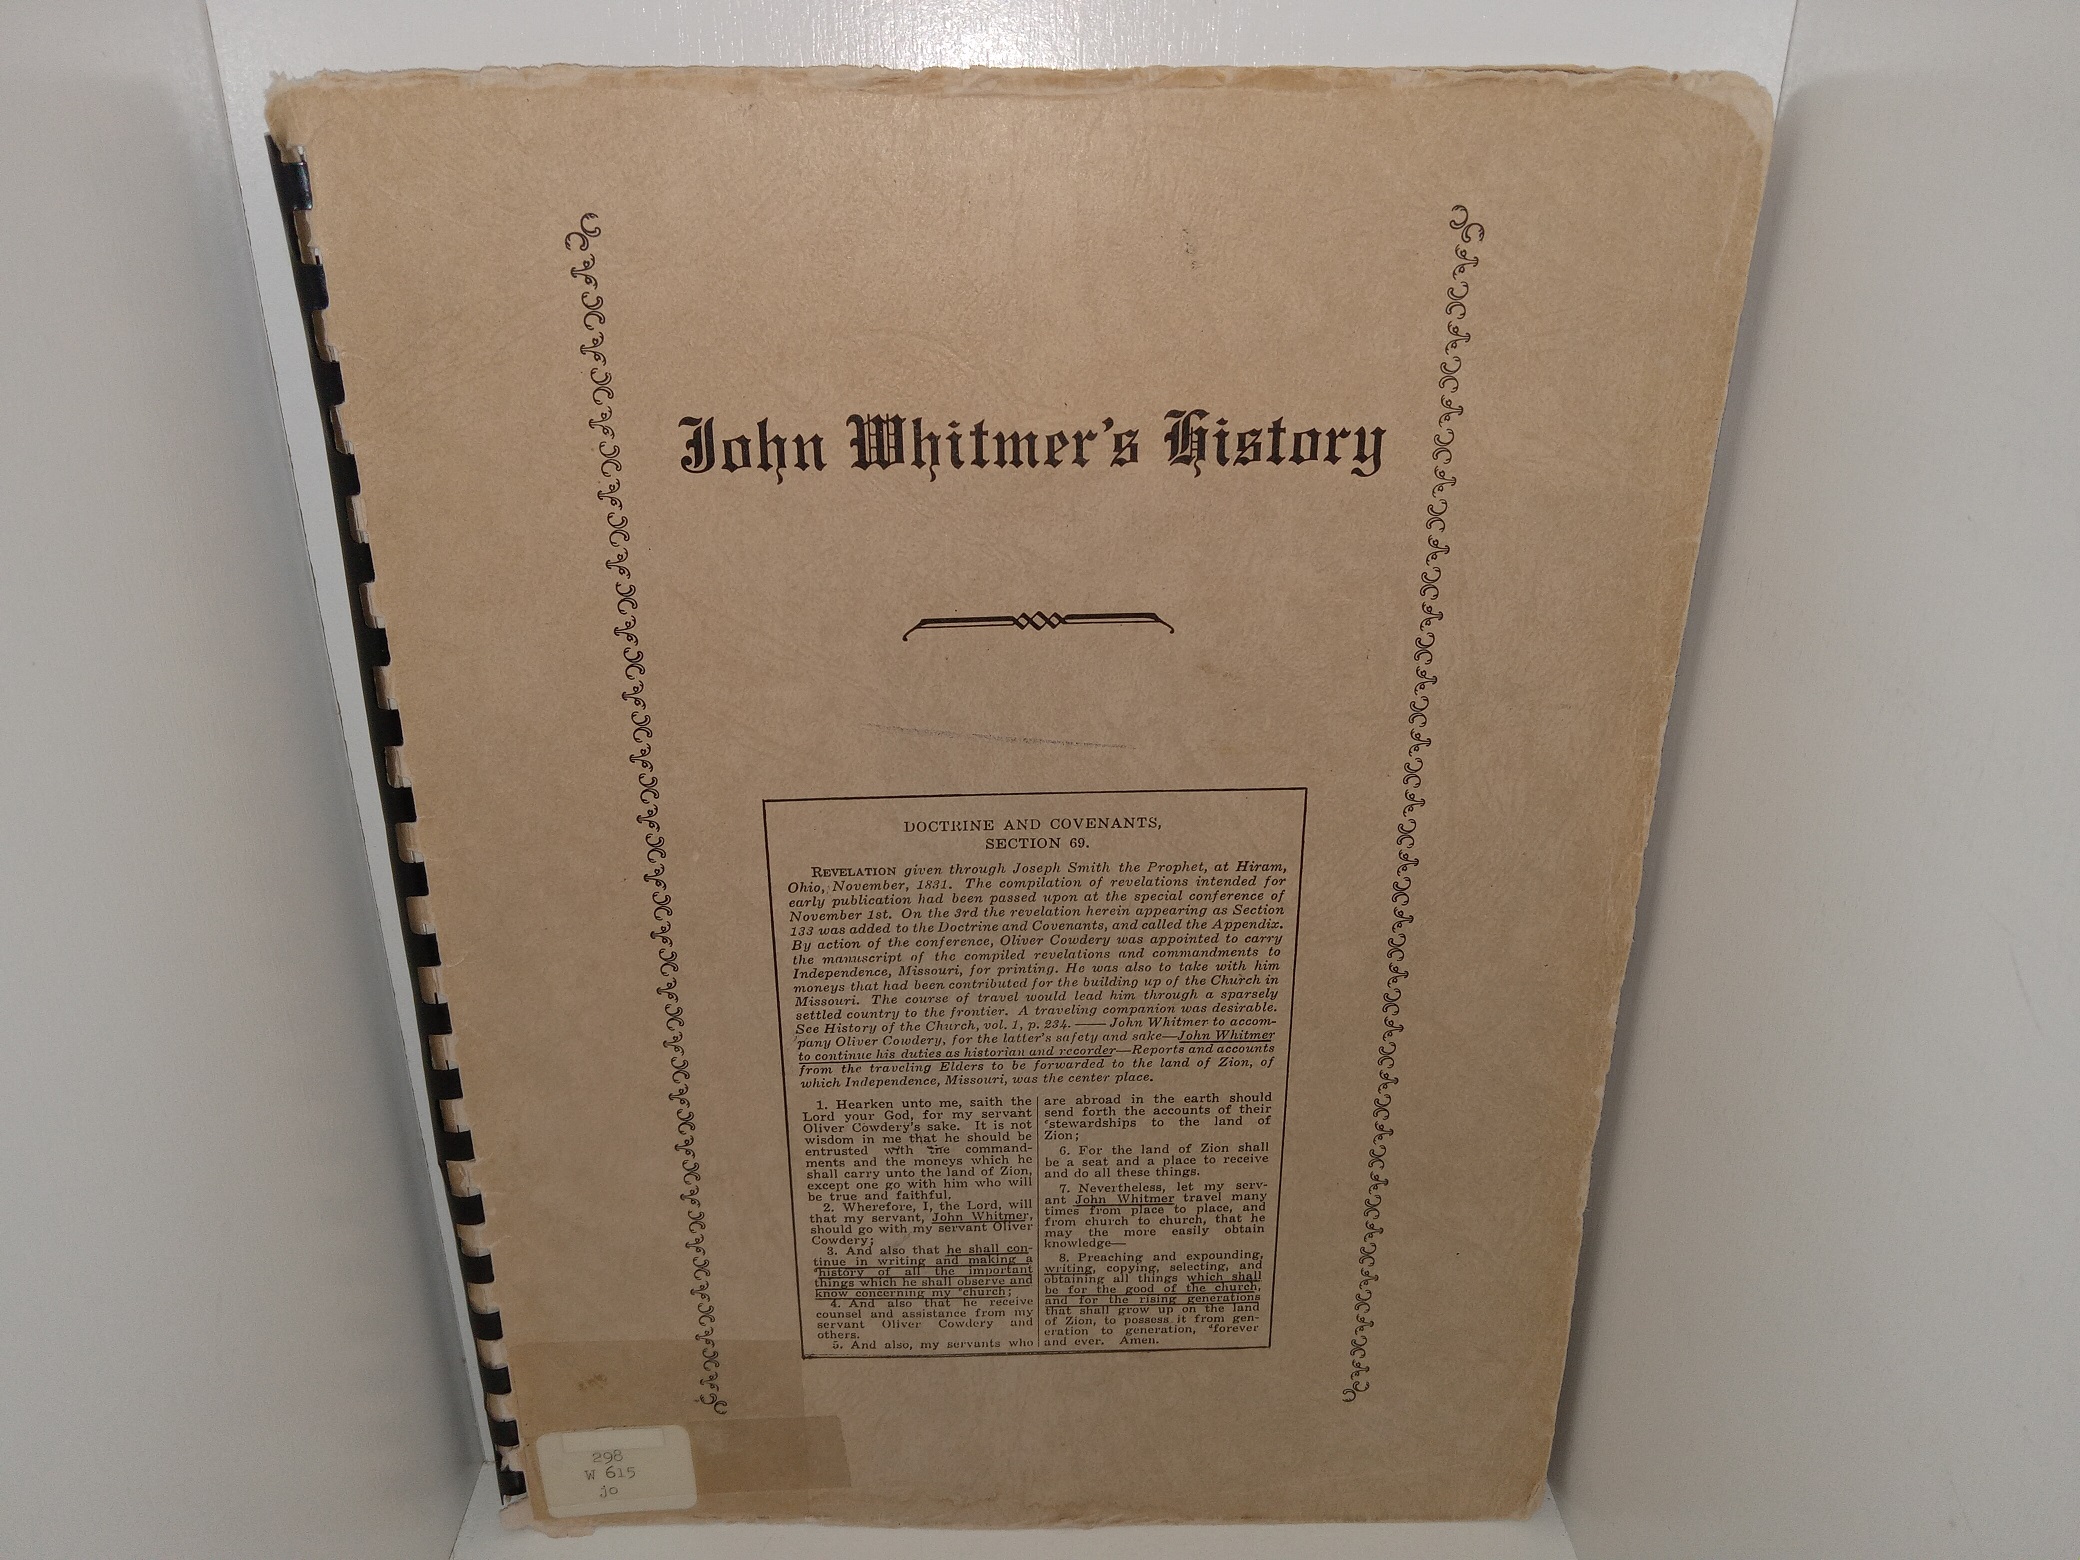 John Whitmer's History
DOCTRINE AND COVENANTS,
SECTION 69.
REVELATION given through Joseph Smith the Prophet, at Hiram,
Ohio, November, 1831. The compilation of revelations intended for
early publication had been passed upon at the special conference of
November 1st. On the 3rd the revelation herein appearing as Section
133 was added to the Doctrine and Covenants, and called the Appendix.
By action of the conference, Oliver Cowdery was appointed to carry
the manuscript of the compiled revelations and commandments to
Independence, Missouri, for printing. He was also to take with him
moneys that had been contributed for the building up of the Church in
Missouri. The course of travel would lead him through a sparsely
settled country to the frontier. A traveling companion was desirable.
See History of the Church, vol. 1, p. 234. —— John Whitmer to accom-
pany Oliver Cowdery, for the latter's safety and sake—John Whitmer
to continue his duties as historian and recorder—Reports and accounts
from the traveling Elders to be forwarded to the land of Zion, of
which Independence, Missouri, was the center place.
1. Hearken unto me, saith the
Lord your God, for my servant
Oliver Cowdery's sake. It is not
wisdom in me that he should be
entrusted with the command-
ments and the moneys which he
shall carry unto the land of Zion,
except one go with him who will
be true and faithful.
2. Wherefore, I, the Lord, will
that my servant, John Whitmer,
should go with my servant Oliver
Cowdery;
3. And also that he shall con-
tinue in writing and making a
"history of all the important
things which he shall observe and
know concerning my "church;
4. And also that he receive
counsel and assistance from my
servant Oliver Cowdery and
others.
5. And also, my servants who
are abroad in the earth should
send forth the accounts of their
"stewardships to the land of
Zion;
6. For the land of Zion shall
be a seat and a place to receive
and do all these things.
7. Nevertheless, let my serv-
ant John Whitmer travel many
times from place to place, and
from church to church, that he
may the more easily obtain
knowledge—
8. Preaching and expounding,
writing, copying, selecting, and
obtaining all things which shall
be for the good of the church,
and for the rising generations
that shall grow up on the land
of Zion, to possess it from gen-
eration to generation, "forever
and ever. Amen.
298
W 615
jo